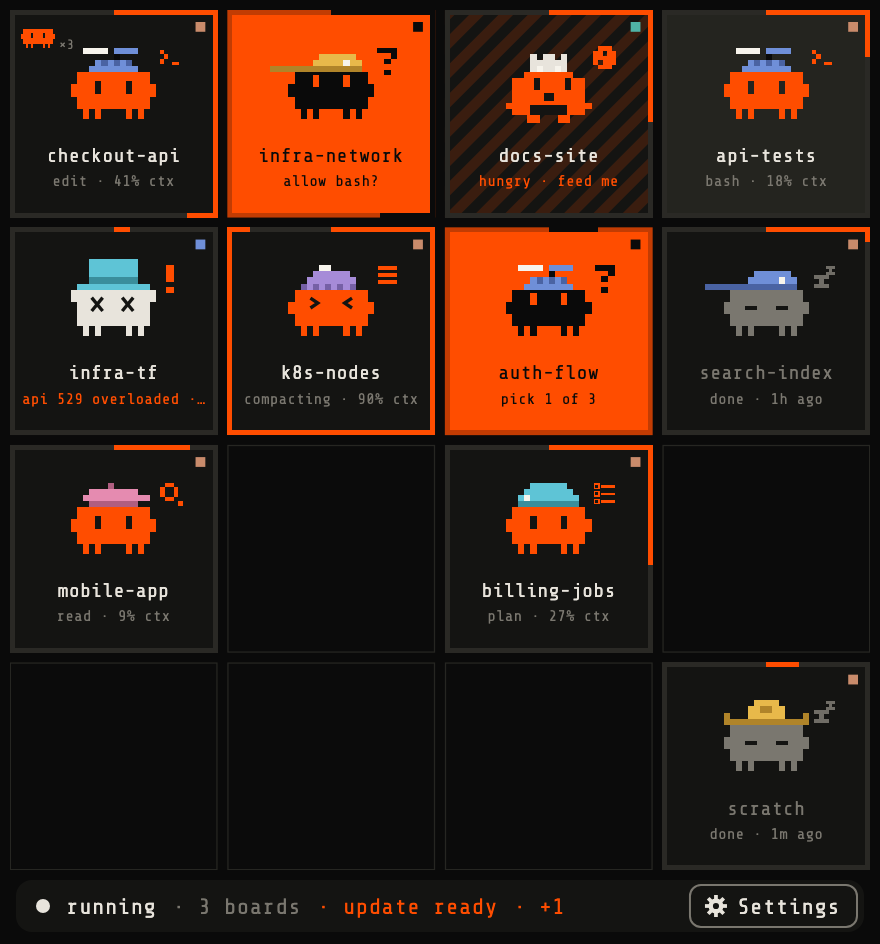 ×3
checkout-api
edit · 41% ctx
?
infra-network
allow bash?
docs-site
hungry · feed me
api-tests
bash · 18% ctx
!
infra-tf
api 529 overloaded ·…
k8s-nodes
compacting · 90% ctx
?
auth-flow
pick 1 of 3
zz
search-index
done · 1h ago
mobile-app
read · 9% ctx
billing-jobs
plan · 27% ctx
zz
scratch
done · 1m ago
running · 3 boards · update ready · +1
Settings